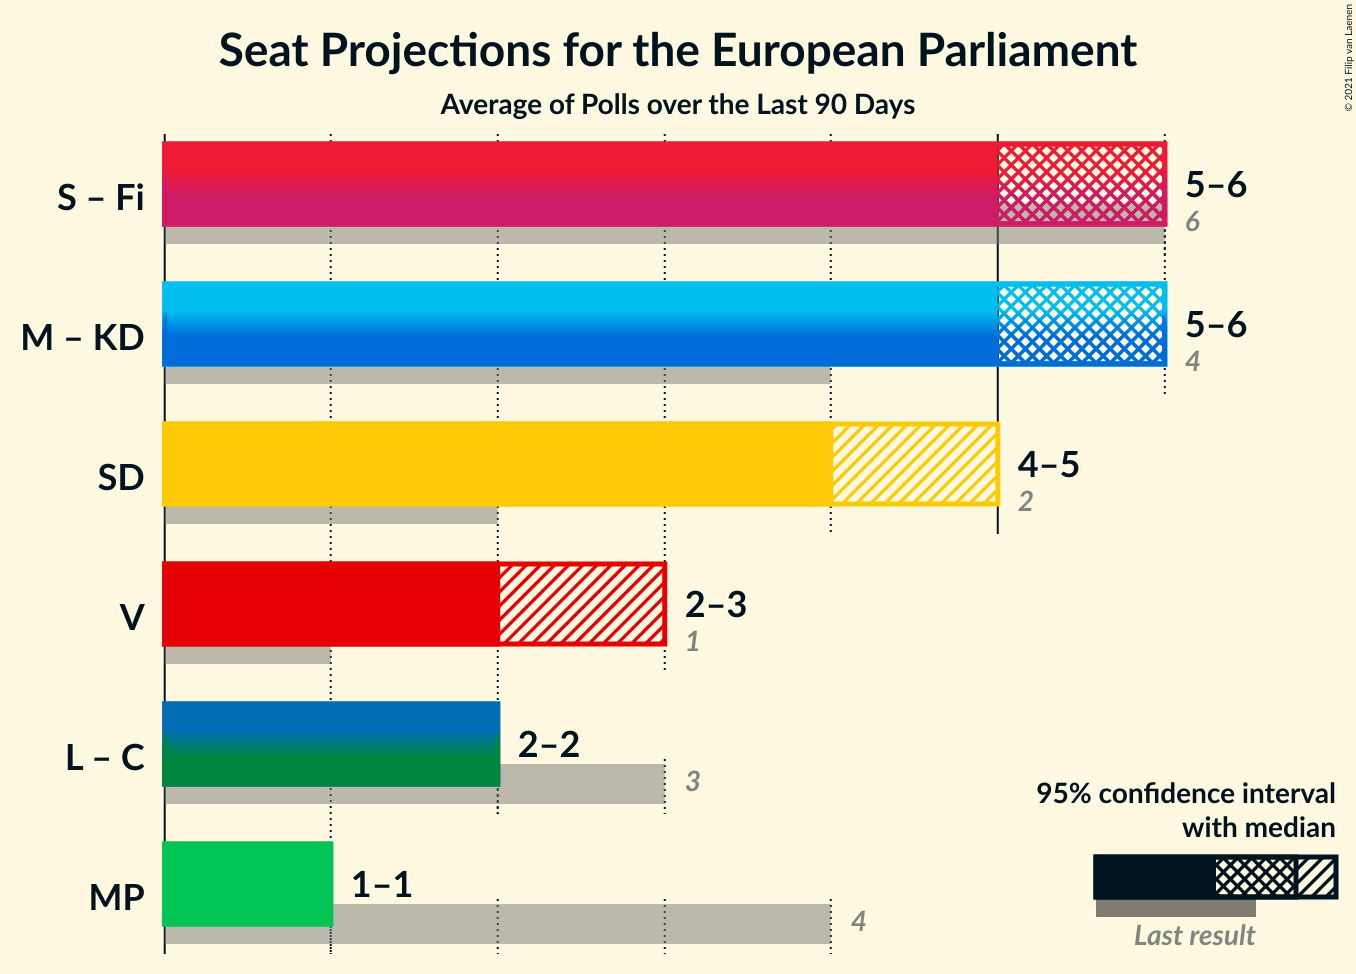 Seat Projections for the European Parliament
Average of Polls over the Last 90 Days
© 2021 Filip van Laenen
S – Fi
5–6
6
M – KD
5–6
4
SD
4–5
2
V
2–3
1
L – C
2–2
3
MP
1–1
4
95% confidence interval
with median
Last result